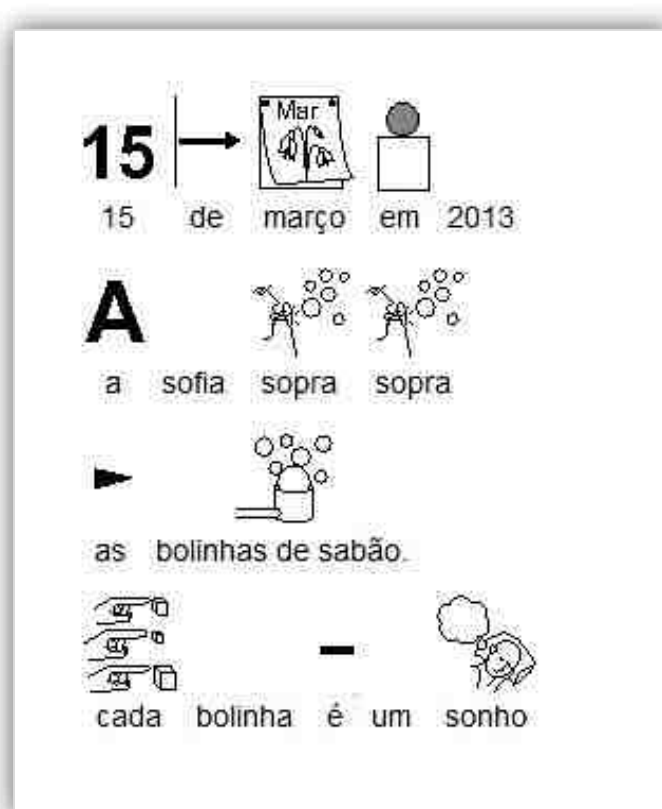 15 Mar
15 de março em 2013
A
a sofia sopra sopra
as bolinhas de sabão.
cada bolinha é um sonho